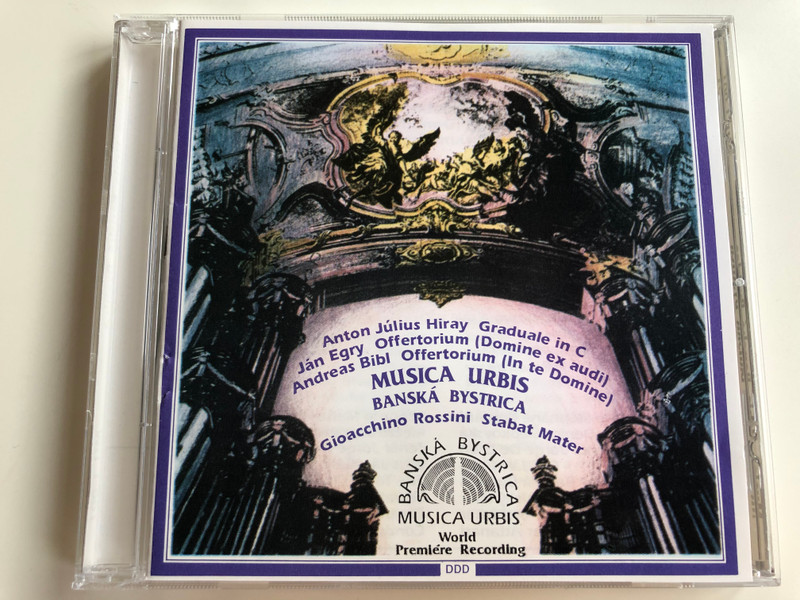 Anton Július Hiray Graduale in C
Ján Egry Offertorium (Domine ex audi)
Andreas Bibl Offertorium (In te Domine)
MUSICA URBIS
BANSKÁ BYSTRICA
Gioacchino Rossini Stabat Mater
BANSKÁ BYSTRICA
MUSICA URBIS
World
Premiére Recording
DDD